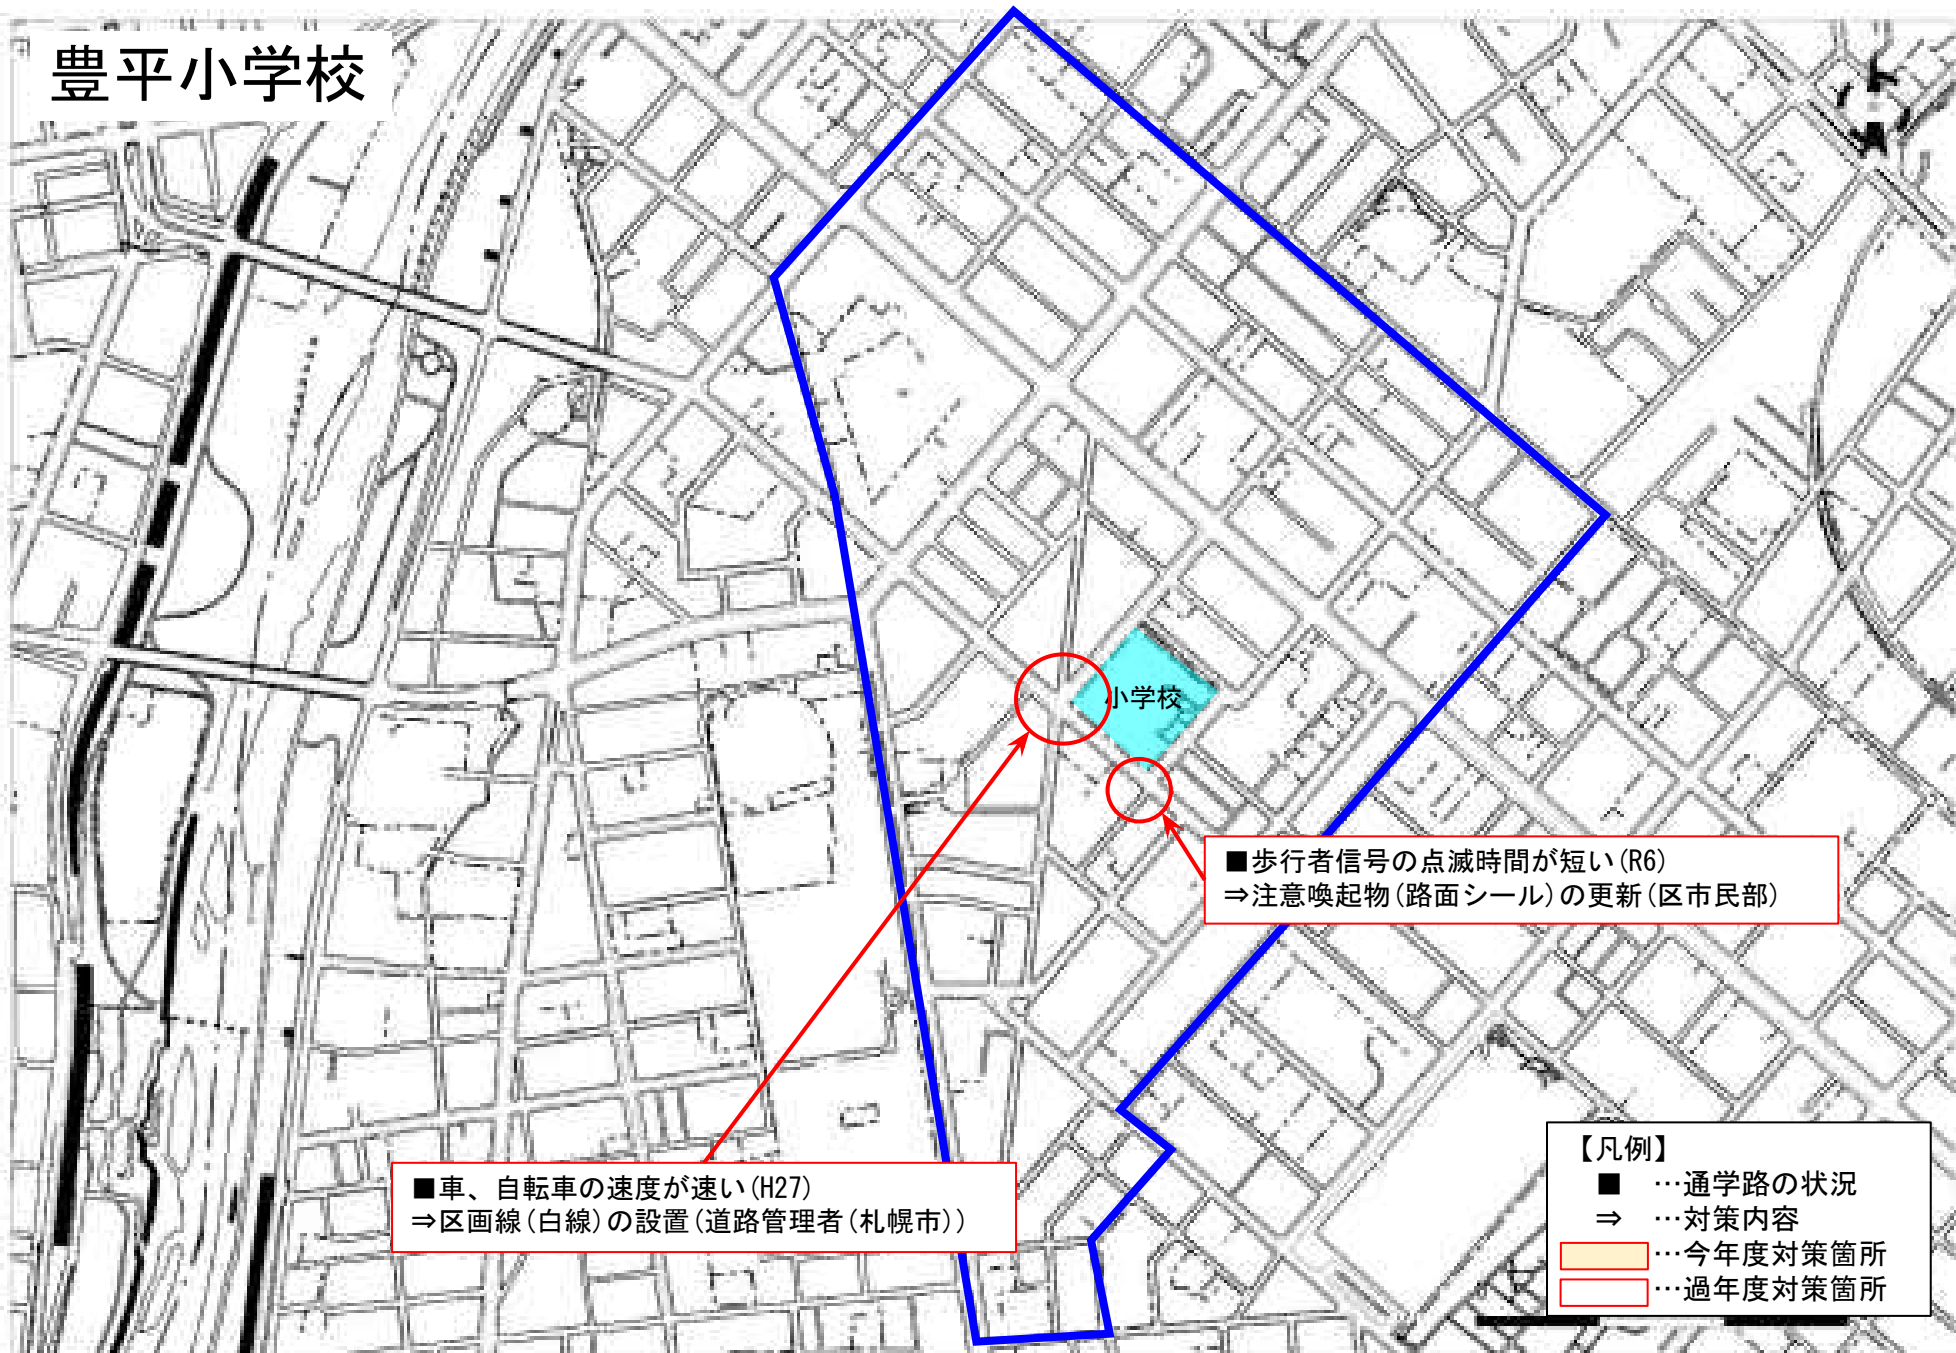 豊平小学校
小学校
■歩行者信号の点滅時間が短い(R6)
⇒注意喚起物(路面シール)の更新(区市民部)
■車、自転車の速度が速い(H27)
⇒区画線(白線)の設置(道路管理者(札幌市))
【凡例】
■ …通学路の状況
⇒ …対策内容
…今年度対策箇所
…過年度対策箇所